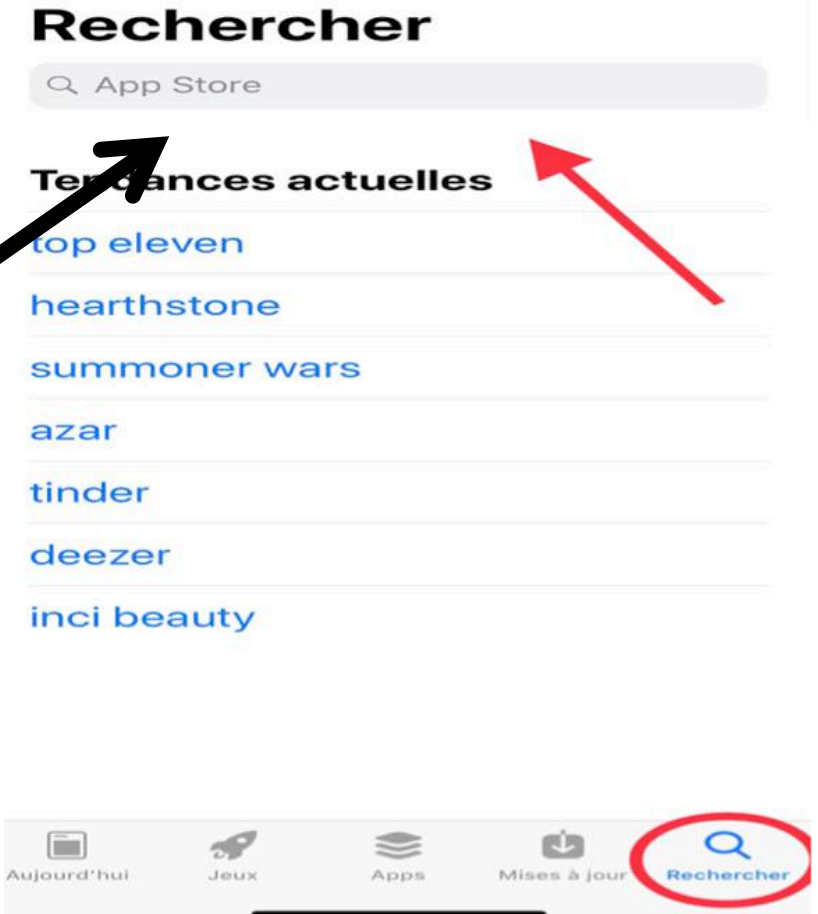 Rechercher
App Store
Tendances actuelles
top eleven
hearthstone
summoner wars
azar
tinder
deezer
inci beauty
Aujourd'hui
Jeux
Apps
Mises à jour
Rechercher